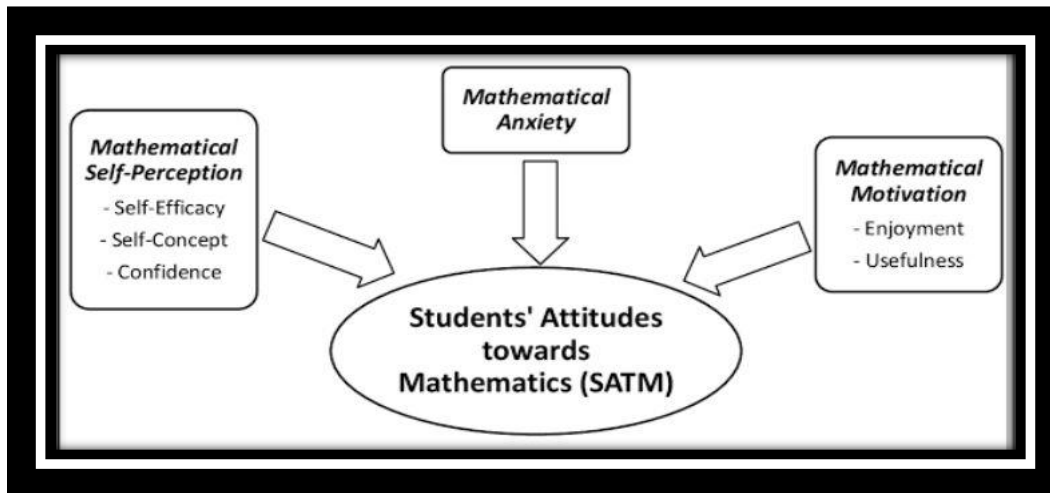 Mathematical
Anxiety
Mathematical
Self-Perception
- Self-Efficacy
- Self-Concept
- Confidence
Mathematical
Motivation
- Enjoyment
- Usefulness
Students' Attitudes
towards
Mathematics (SATM)